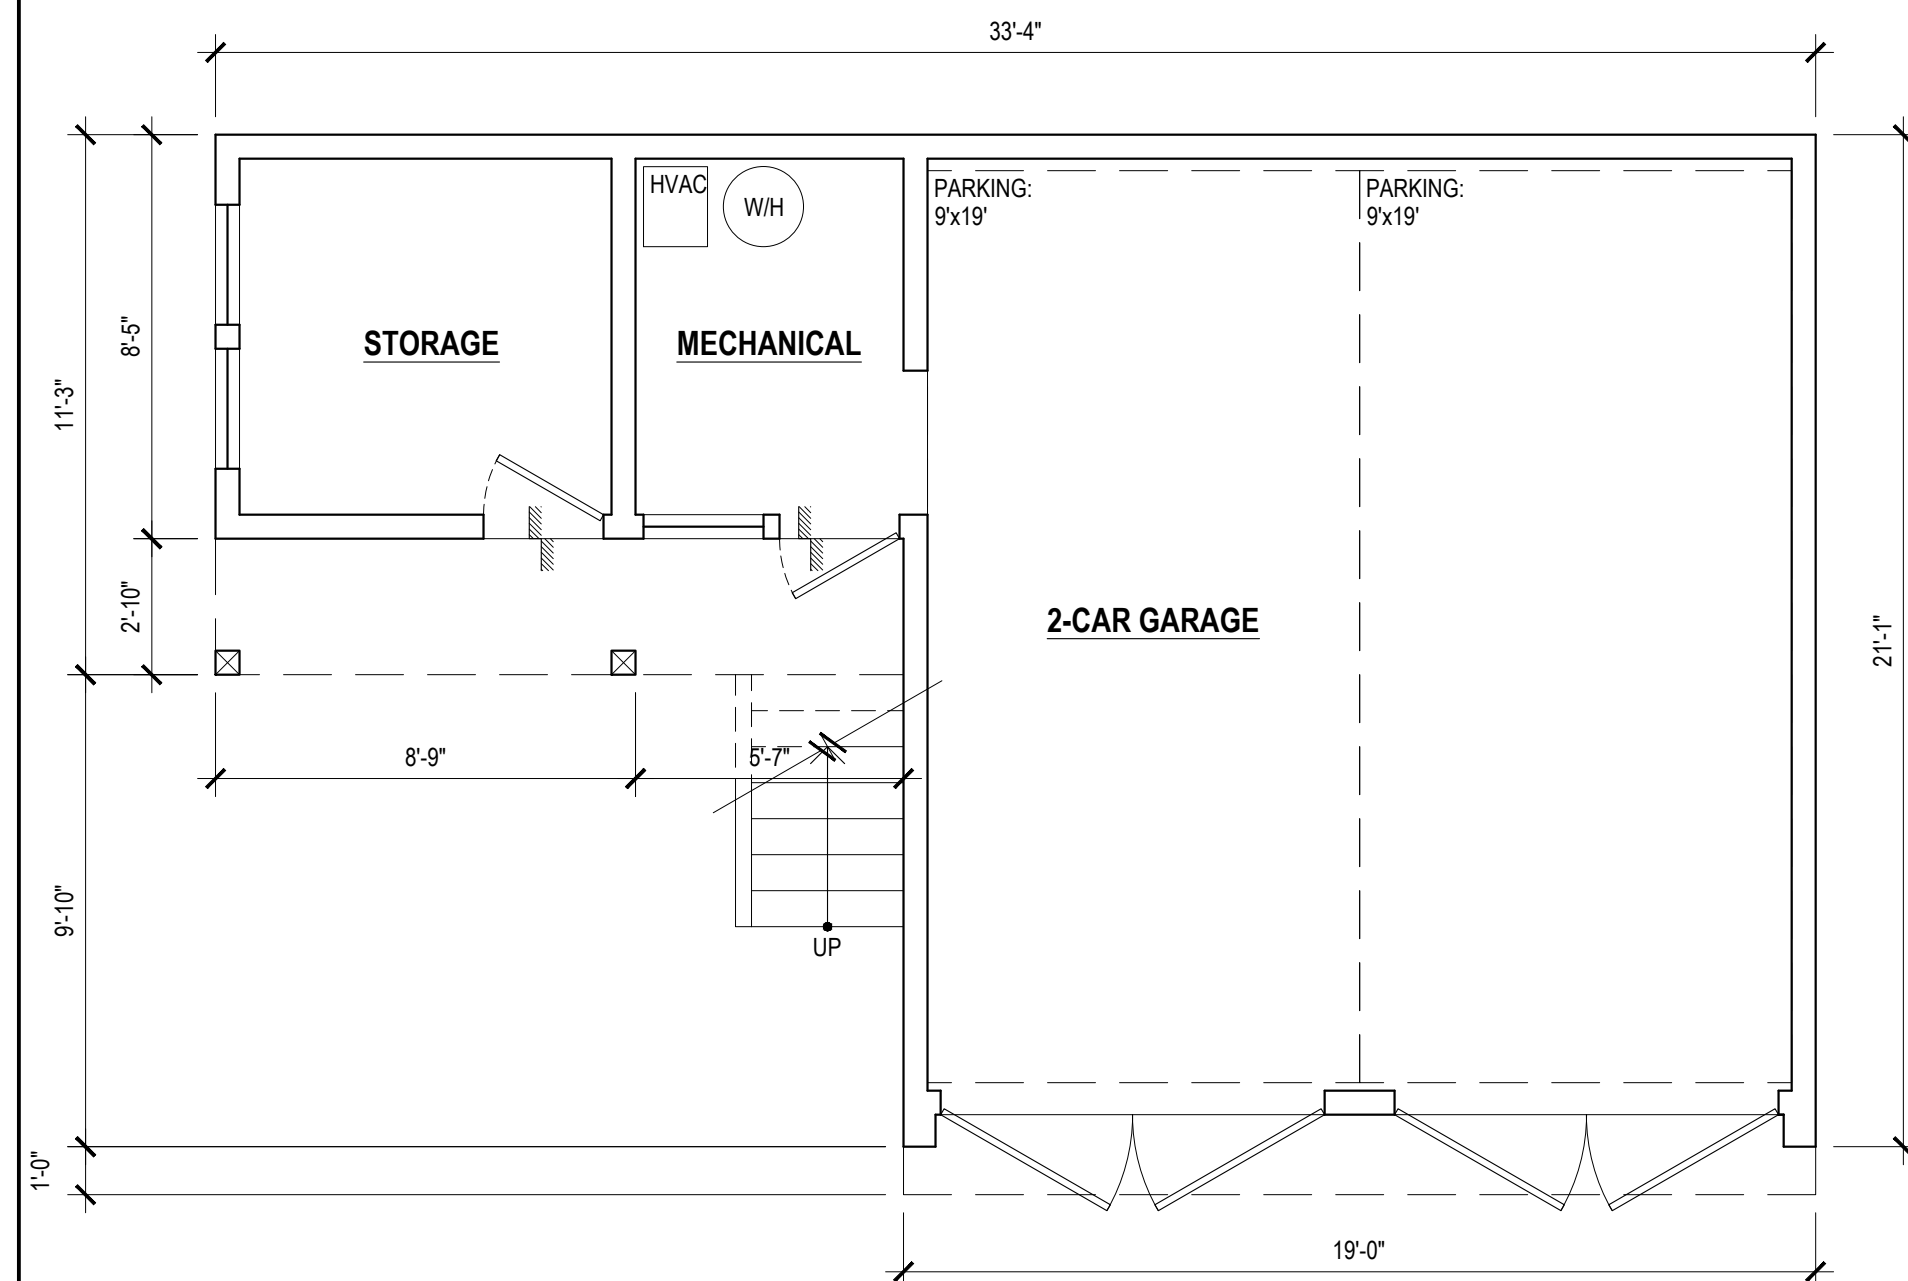 33'-4"
HVAC
W/H
PARKING:
9'x19'
PARKING:
9'x19'
8'-5"
STORAGE
MECHANICAL
11'-3"
2'-10"
2-CAR GARAGE
21'-1"
8'-9"
5'-7"
9'-10"
UP
1'-0"
19'-0"